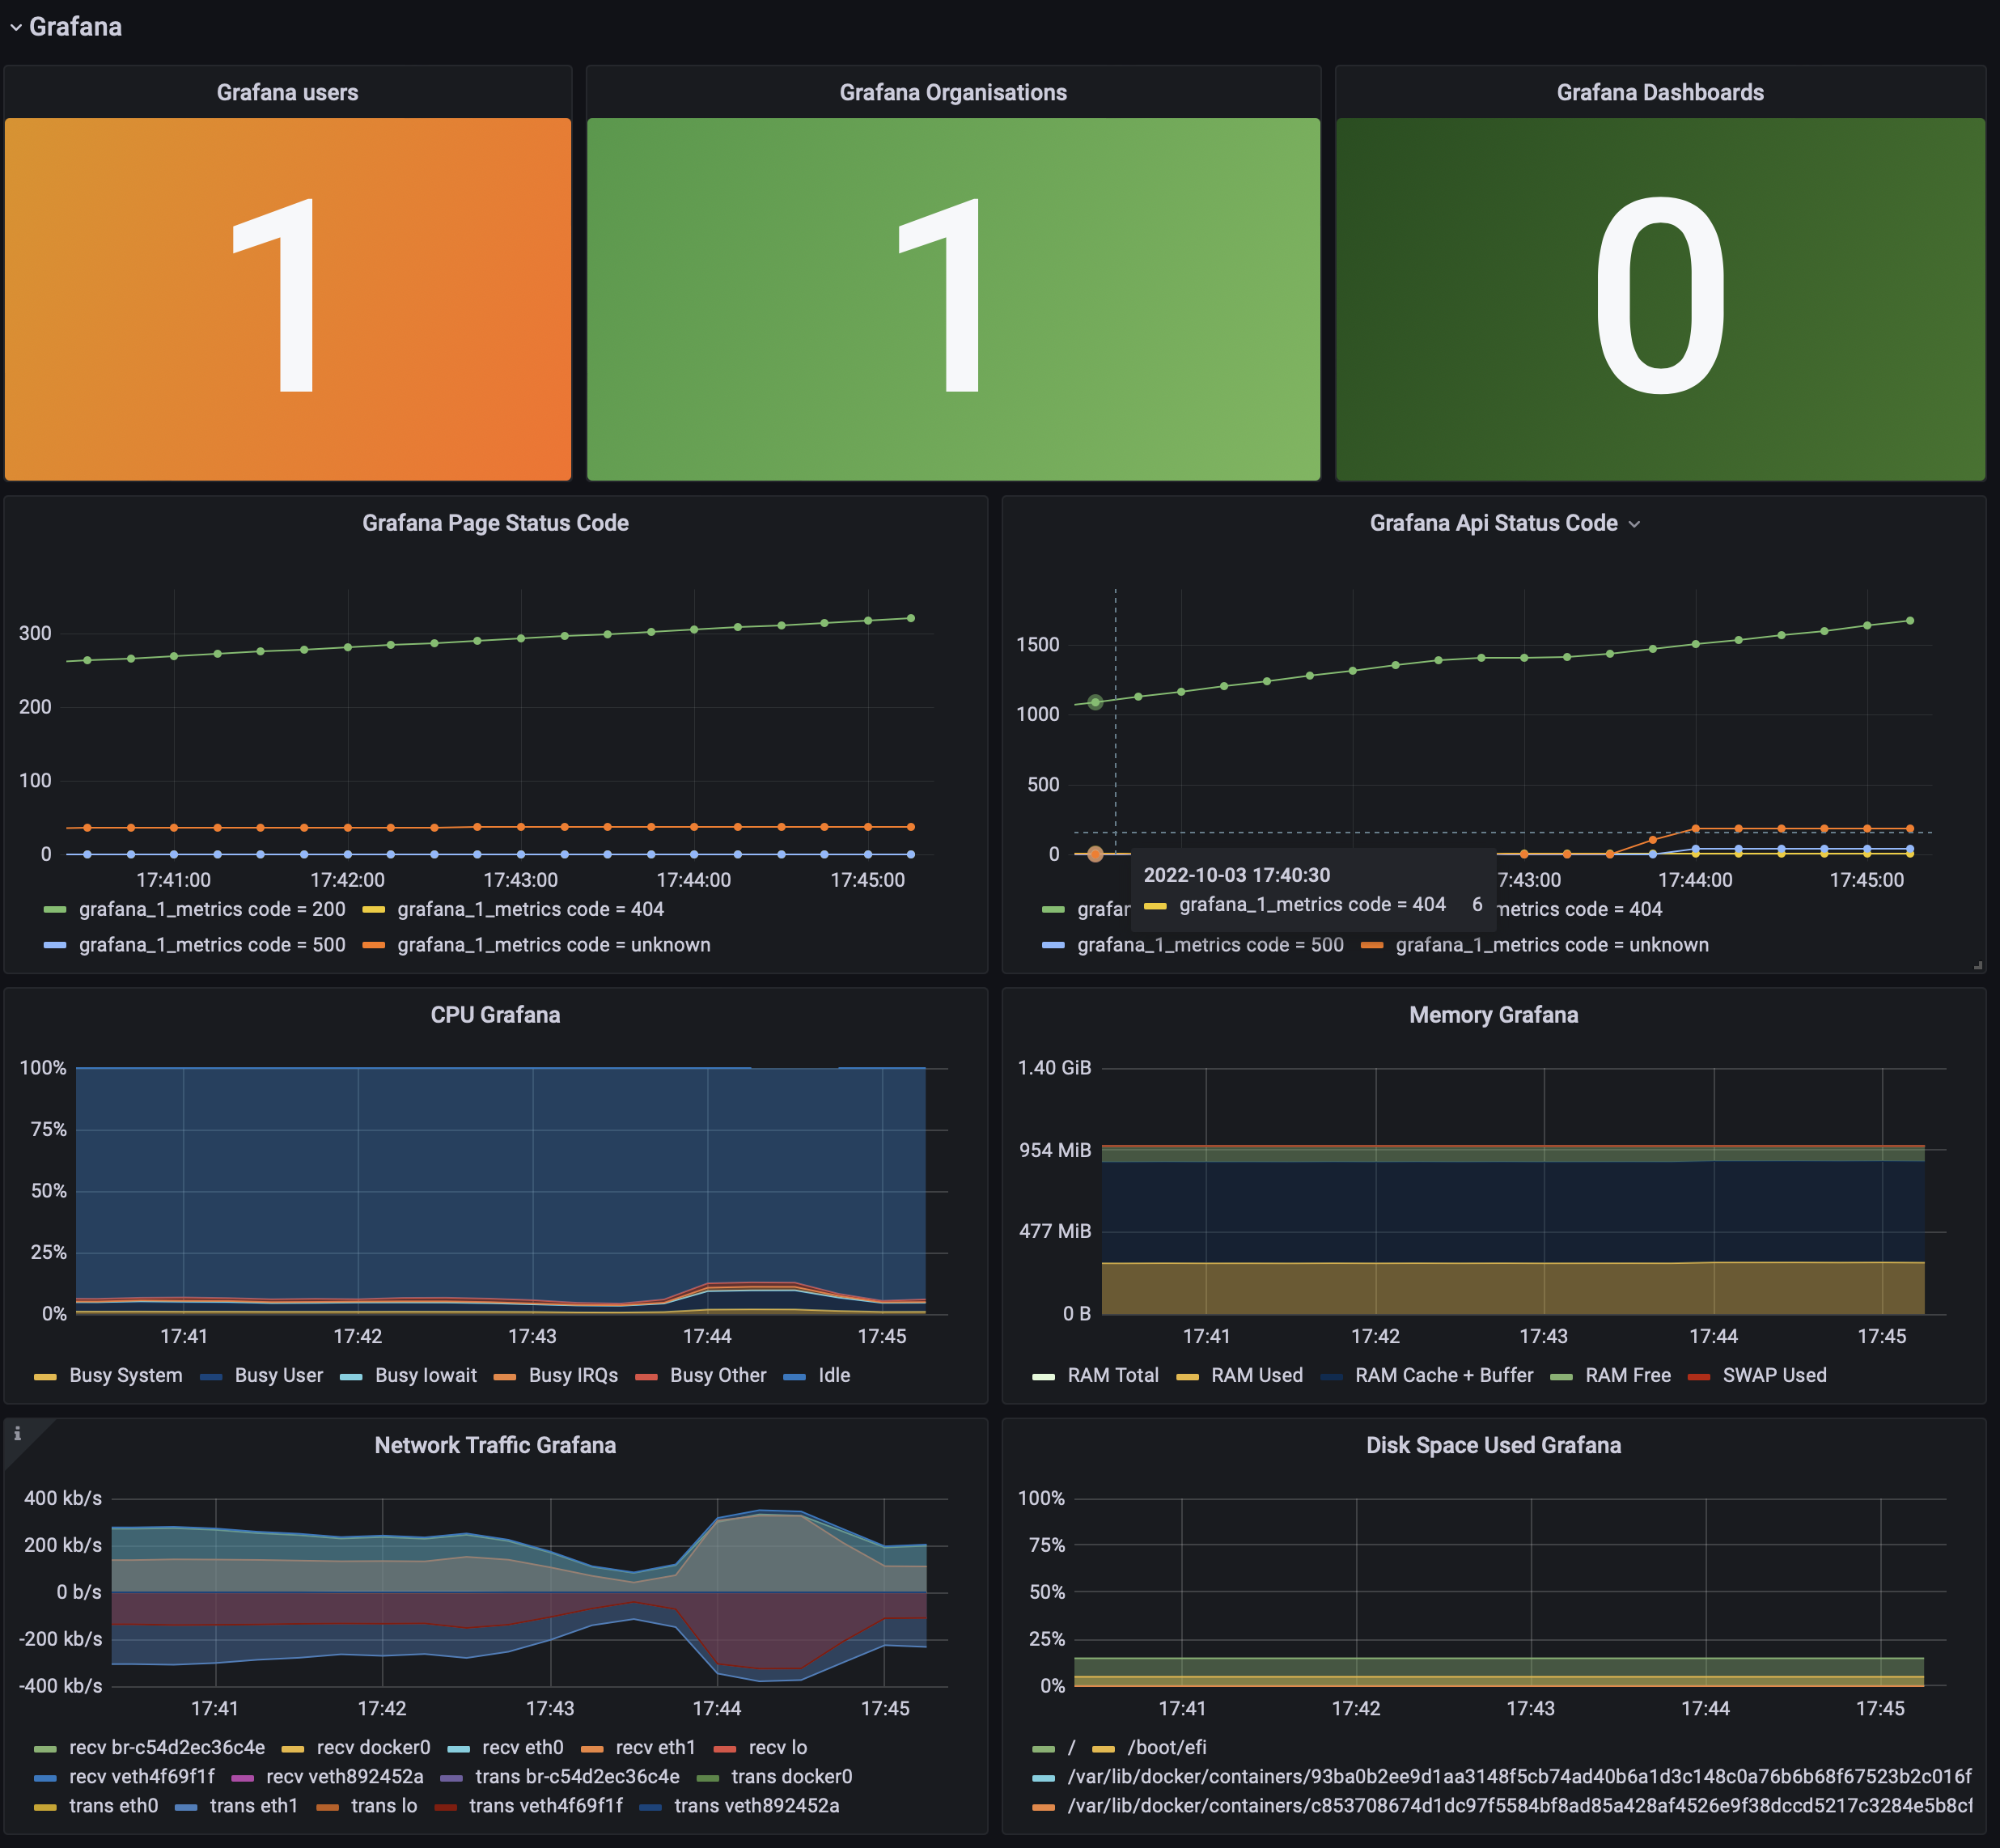 Grafana
Grafana users
Grafana Organisations
Grafana Dashboards
1
1
0
Grafana Page Status Code
300
200
100
0
17:41:00 17:42:00 17:43:00 17:44:00 17:45:00
grafana_1_metrics code = 200 grafana_1_metrics code = 404
grafana_1_metrics code = 500 grafana_1_metrics code = unknown
Grafana Api Status Code
1500
1000
500
0
7:43:00 17:44:00 17:45:00
2022-10-03 17:40:30
grafana_1_metrics code = 404 6
grafar metrics code = 404
grafana_1_metrics code = 500 grafana_1_metrics code = unknown
CPU Grafana
100%
75%
50%
25%
0%
17:41 17:42 17:43 17:44 17:45
Busy System Busy User Busy Iowait Busy IRQs Busy Other Idle
Memory Grafana
1.40 GiB
954 MiB
477 MiB
0 B
17:41 17:42 17:43 17:44 17:45
RAM Total RAM Used RAM Cache + Buffer RAM Free SWAP Used
i
Network Traffic Grafana
400 kb/s
200 kb/s
0 b/s
-200 kb/s
-400 kb/s
17:41 17:42 17:43 17:44 17:45
recv br-c54d2ec36c4e recv docker0 recv eth0 recv eth1 recv lo
recv veth4f69f1f recv veth892452a trans br-c54d2ec36c4e trans docker0
trans eth0 trans eth1 trans lo trans veth4f69f1f trans veth892452a
Disk Space Used Grafana
100%
75%
50%
25%
0%
17:41 17:42 17:43 17:44 17:45
/ /boot/efi
/var/lib/docker/containers/93ba0b2ee9d1aa3148f5cb74ad40b6a1d3c148c0a76b6b68f67523b2c016f
/var/lib/docker/containers/c853708674d1dc97f5584bf8ad85a428af4526e9f38dccd5217c3284e5b8cf